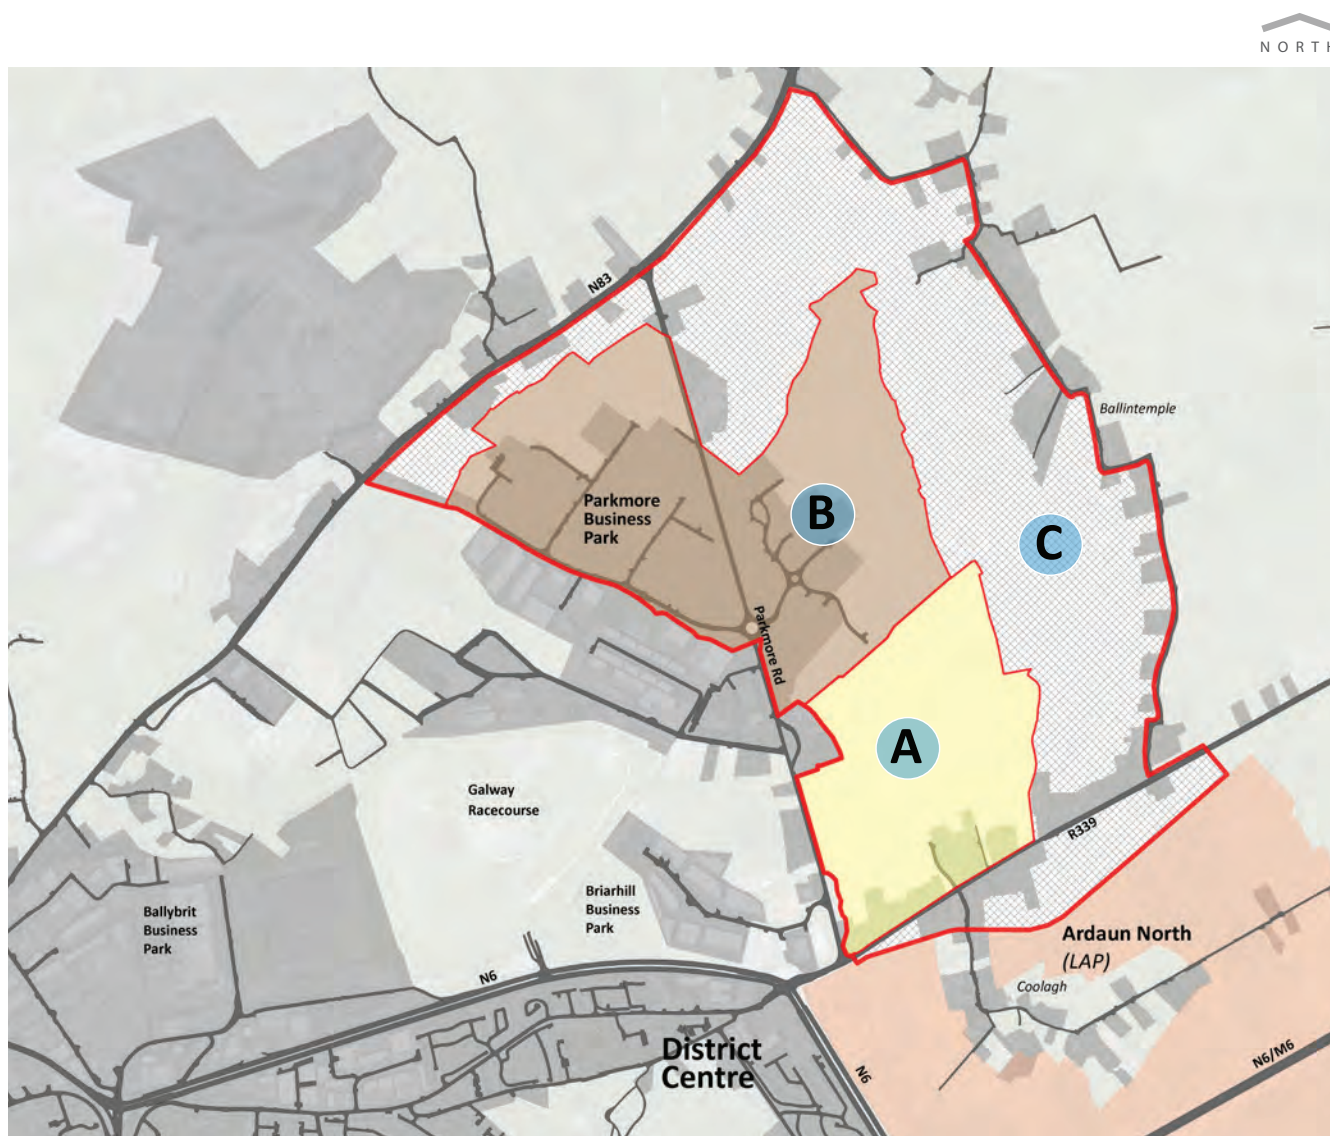 NORTH
N83
Ballintemple
Parkmore
Business
Park
B
C
Parkmore Rd
A
Galway
Racecourse
R339
Briarhill
Business
Park
Ballybrit
Business
Park
Ardaun North
(LAP)
N6
Coolagh
District
Centre
N6
N6/M6